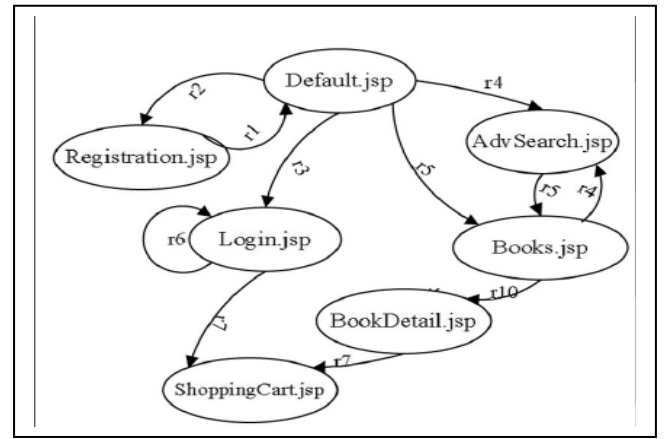 Default.jsp
r4
r2
r1
AdvSearch.jsp
Registration.jsp
r3
r5
r5
r4
r6
Login.jsp
Books.jsp
r10
BookDetail.jsp
r7
r7
ShoppingCart.jsp